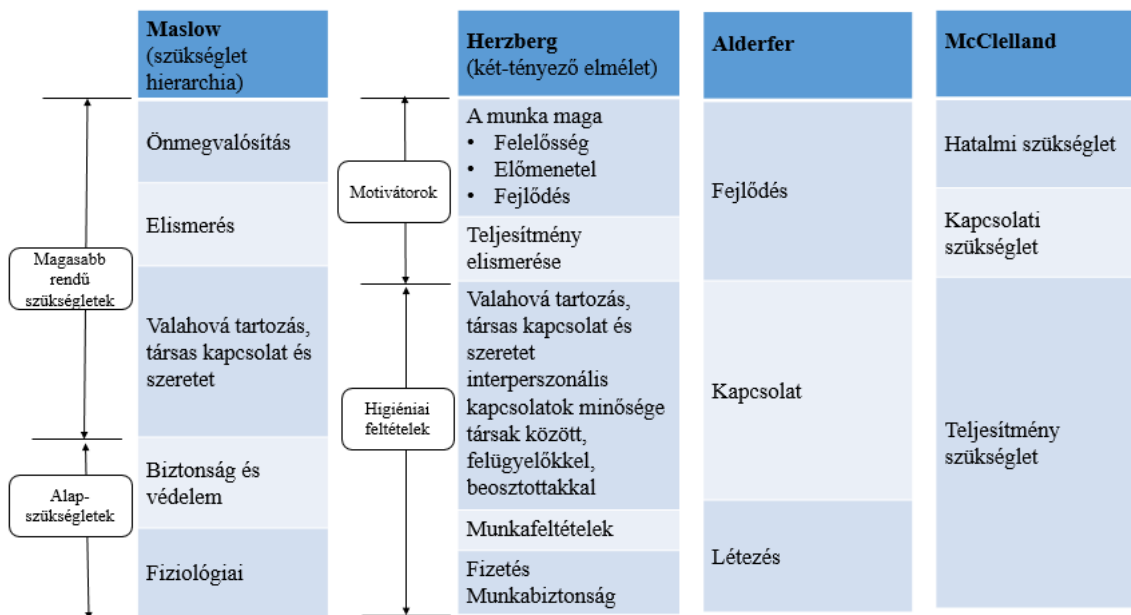 Maslow
(szükséglet
hierarchia)
Önmegvalósítás
Elismerés
Valahová tartozás,
társas kapcsolat és
szeretet
Biztonság és
védelem
Fiziológiai
Magasabb
rendű
szükségletek
Alap-
szükségletek
Herzberg
(két-tényező elmélet)
A munka maga
• Felelősség
• Előmenetel
• Fejlődés
Teljesítmény
elismerése
Valahová tartozás,
társas kapcsolat és
szeretet
interperszonális
kapcsolatok minősége
társak között,
felügyelőkkel,
beosztottakkal
Munkafeltételek
Fizetés
Munkabiztonság
Motivátorok
Higiéniai
feltételek
Alderfer
Fejlődés
Kapcsolat
Létezés
McClelland
Hatalmi szükséglet
Kapcsolati
szükséglet
Teljesítmény
szükséglet